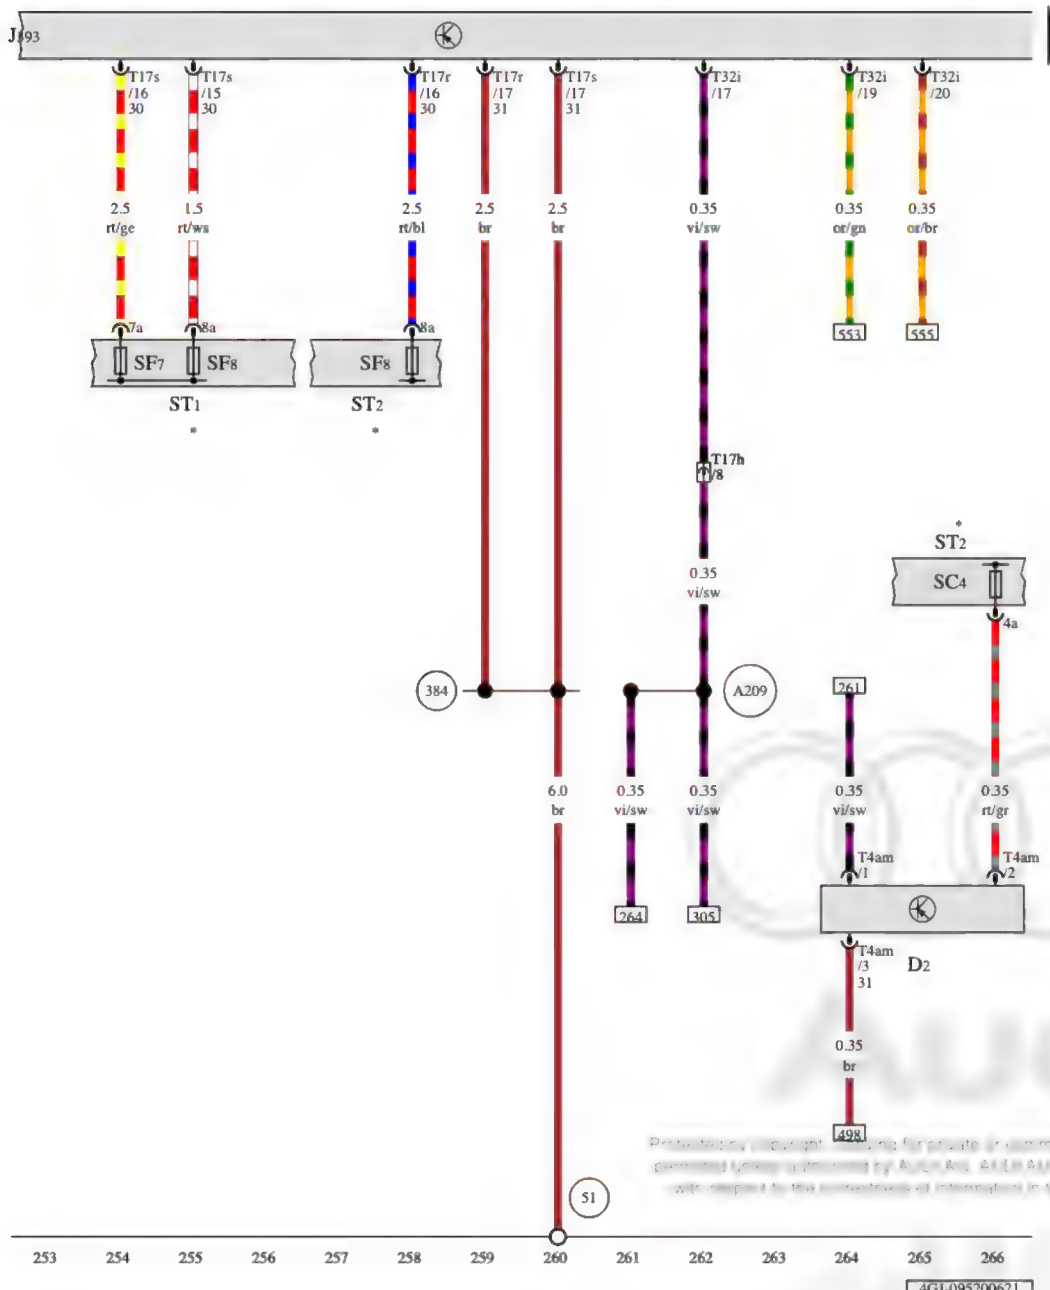 J393
T17s
/16
30
T17s
/15
30
T17r
/16
30
T17r
/17
31
T17s
/17
31
T32i
/17
T32i
/19
T32i
/20
2.5
rt/ge
1.5
rt/ws
2.5
rt/bl
2.5
br
2.5
br
0.35
vi/sw
0.35
or/gn
0.35
or/br
7a
8a
8a
553
555
SF7
SF8
SF8
ST1
*
ST2
*
T17h
/8
*
ST2
SC4
4a
0.35
vi/sw
384
A209
261
6.0
br
0.35
vi/sw
0.35
vi/sw
0.35
vi/sw
0.35
rt/gr
T4am
/1
T4am
/2
264
305
T4am
/3
31
D2
0.35
br
498
51
253 254 255 256 257 258 259 260 261 262 263 264 265 266
4G1-095200621